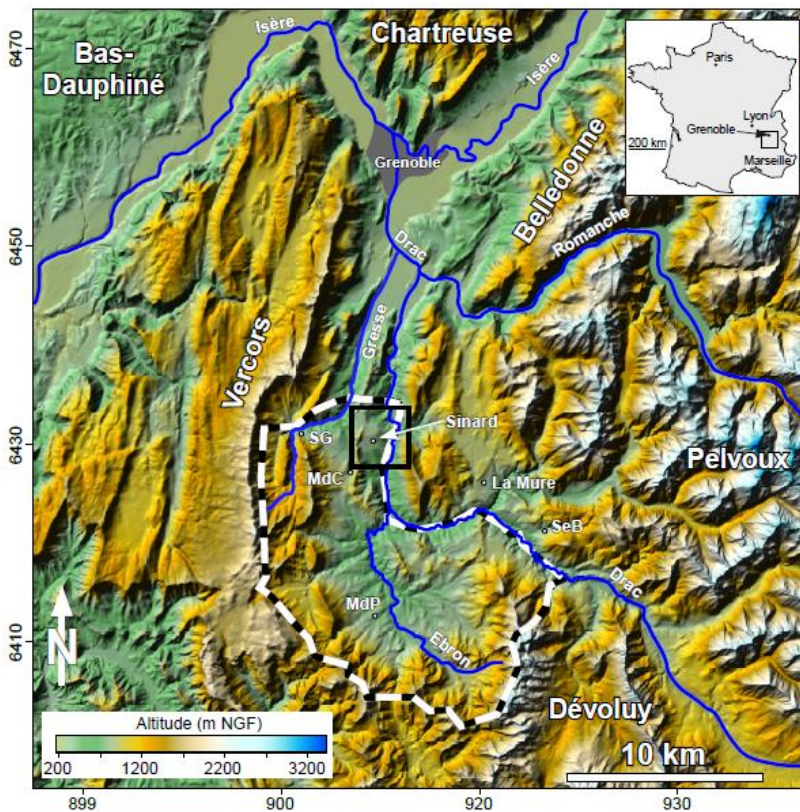 6470
6450
6430
6410
Bas-
Dauphiné
Isère
Chartreuse
Isère
Grenoble
Belledonne
Romanche
Drac
Gresse
Vercors
Sinard
SG
MdC
La Mure
Pelvoux
SeB
Drac
MdP
Ebron
N
Dévoluy
Altitude (m NGF)
200 1200 2200 3200
10 km
899 900 920 930
Paris
Lyon
Grenoble
200 km
Marseille